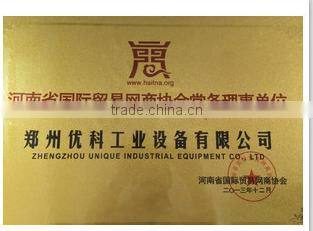 www.hsitna.org
河南省国际贸易网商协会常务理事单位
TradeKey.com
郑州优科工业设备有限公司
ZHENGZHOU UNIQUE INDUSTRIAL EQUIPMENT CO., LTD
河南省国际贸易网商协会
二〇一三年十二月